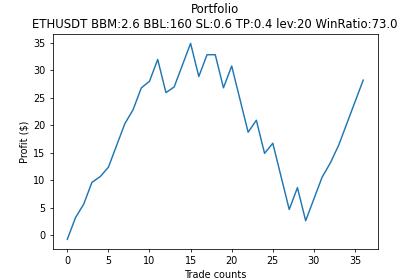 Portfolio
ETHUSDT BBM:2.6 BBL:160 SL:0.6 TP:0.4 lev:20 WinRatio:73.0
Profit ($)
35
30
25
20
15
10
5
0
0 5 10 15 20 25 30 35
Trade counts